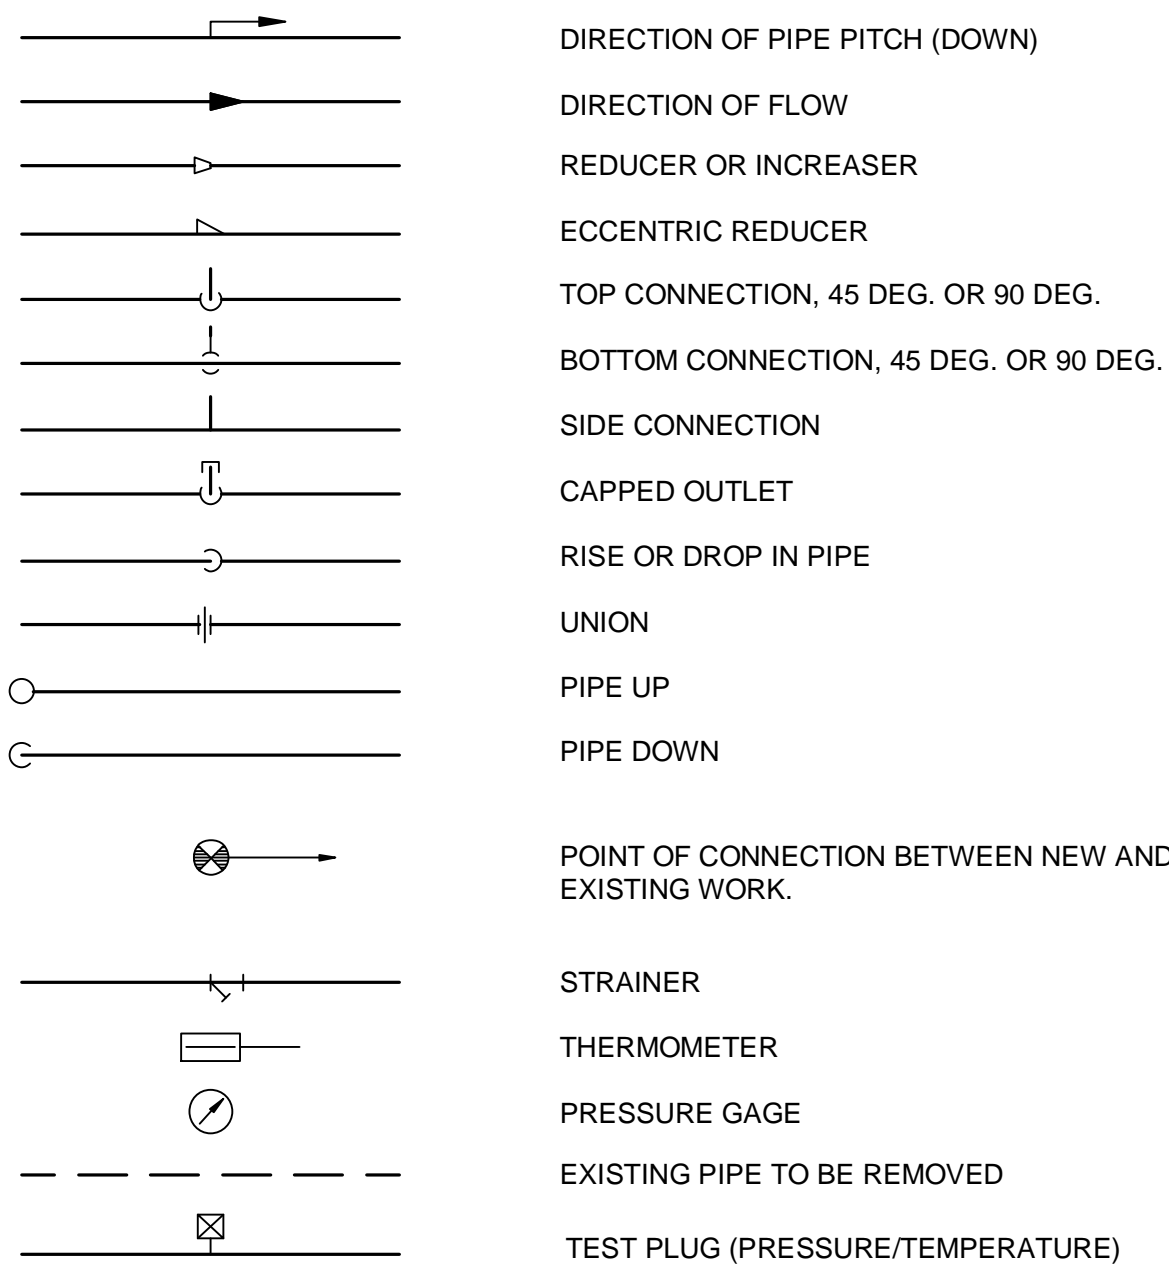 DIRECTION OF PIPE PITCH (DOWN)
DIRECTION OF FLOW
REDUCER OR INCREASER
ECCENTRIC REDUCER
TOP CONNECTION, 45 DEG. OR 90 DEG.
BOTTOM CONNECTION, 45 DEG. OR 90 DEG.
SIDE CONNECTION
CAPPED OUTLET
RISE OR DROP IN PIPE
UNION
PIPE UP
PIPE DOWN
POINT OF CONNECTION BETWEEN NEW AND
EXISTING WORK.
STRAINER
THERMOMETER
PRESSURE GAGE
EXISTING PIPE TO BE REMOVED
TEST PLUG (PRESSURE/TEMPERATURE)